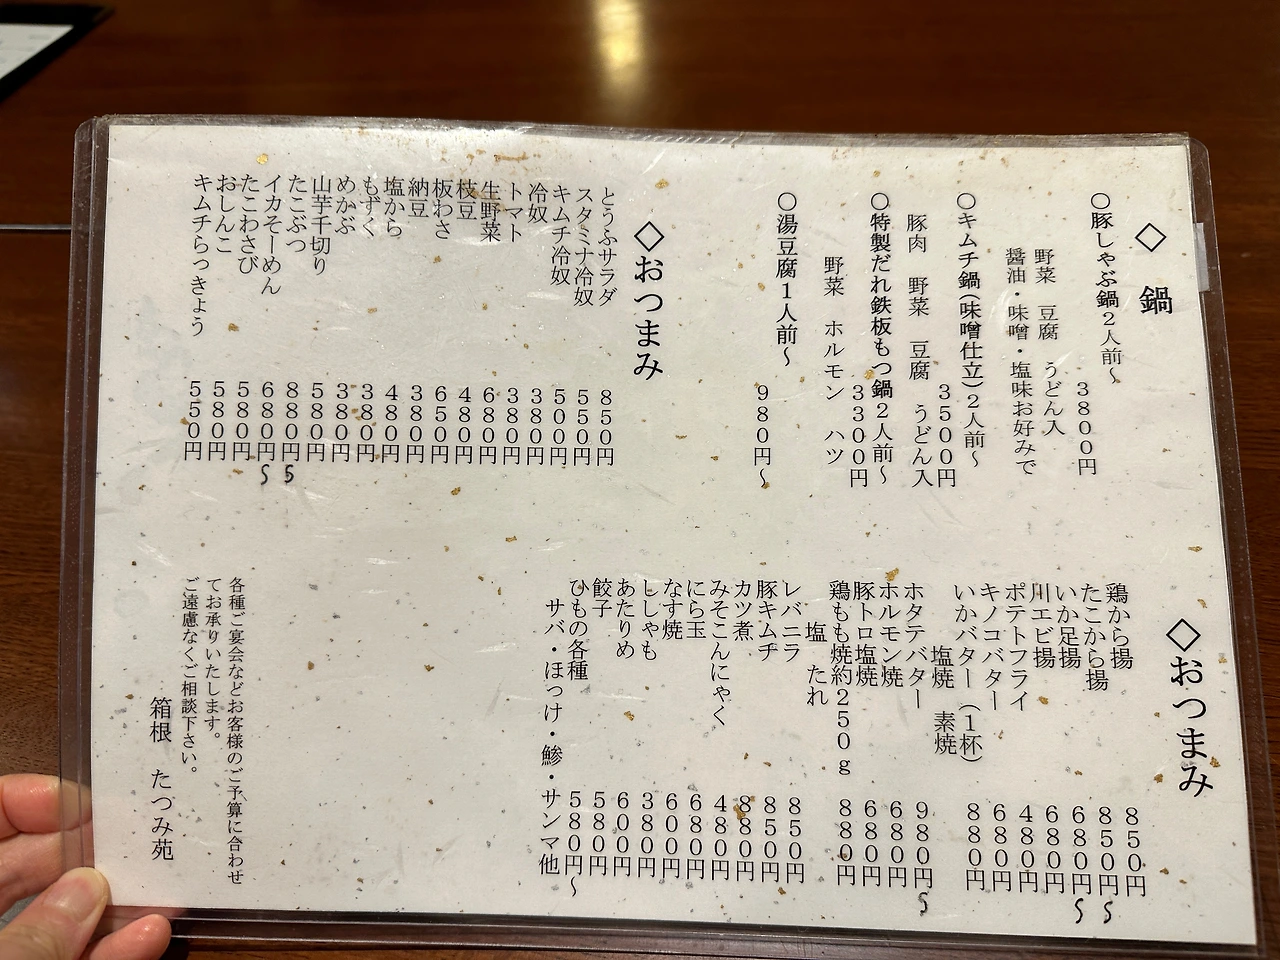 ◇ 鍋
○豚しゃぶ鍋２人前～
３８００円
野菜 豆腐 うどん入
醤油・味噌・塩味お好みで
○キムチ鍋（味噌仕立）２人前～
３５００円
豚肉 野菜 豆腐 うどん入
○特製だれ鉄板もつ鍋２人前～
３３００円
野菜 ホルモン ハツ
○湯豆腐１人前～
９８０円～
◇おつまみ
とうふサラダ ８５０円
スタミナ冷奴 ５５０円
キムチ冷奴 ５００円
冷奴 ３８０円
トマト ３８０円
生野菜 ６８０円
枝豆 ４８０円
板わさ ６５０円
納豆 ３８０円
塩から ４８０円
もずく ３８０円
めかぶ ３８０円
山芋千切り ５８０円
たこぶつ ８８０円～
イカそーめん ６８０円～
たこわさび ５８０円
おしんこ ５８０円
キムチらっきょう ５５０円
◇おつまみ
鶏から揚 ８５０円
たこから揚 ８５０円～
いか足揚 ６８０円～
川エビ揚 ６８０円
ポテトフライ ４８０円
キノコバター ６８０円
いかバター（１杯） ８８０円
塩焼 素焼
ホタテバター ９８０円～
ホルモン焼 ６８０円
豚トロ塩焼 ６８０円
鶏もも焼約２５０ｇ ８８０円
塩 たれ
レバニラ ８５０円
豚キムチ ８５０円
カツ煮 ８８０円
みそこんにゃく ４８０円
にら玉 ６８０円
なす焼 ６０８円
ししゃも ３８０円
あたりめ ６００円
餃子 ５８０円
ひもの各種 ５８０円～
サバ・ほっけ・鯵・サンマ他
各種ご宴会などお客様のご予算に合わせ
てお承りいたします。
ご遠慮なくご相談下さい。
箱根 たつみ苑